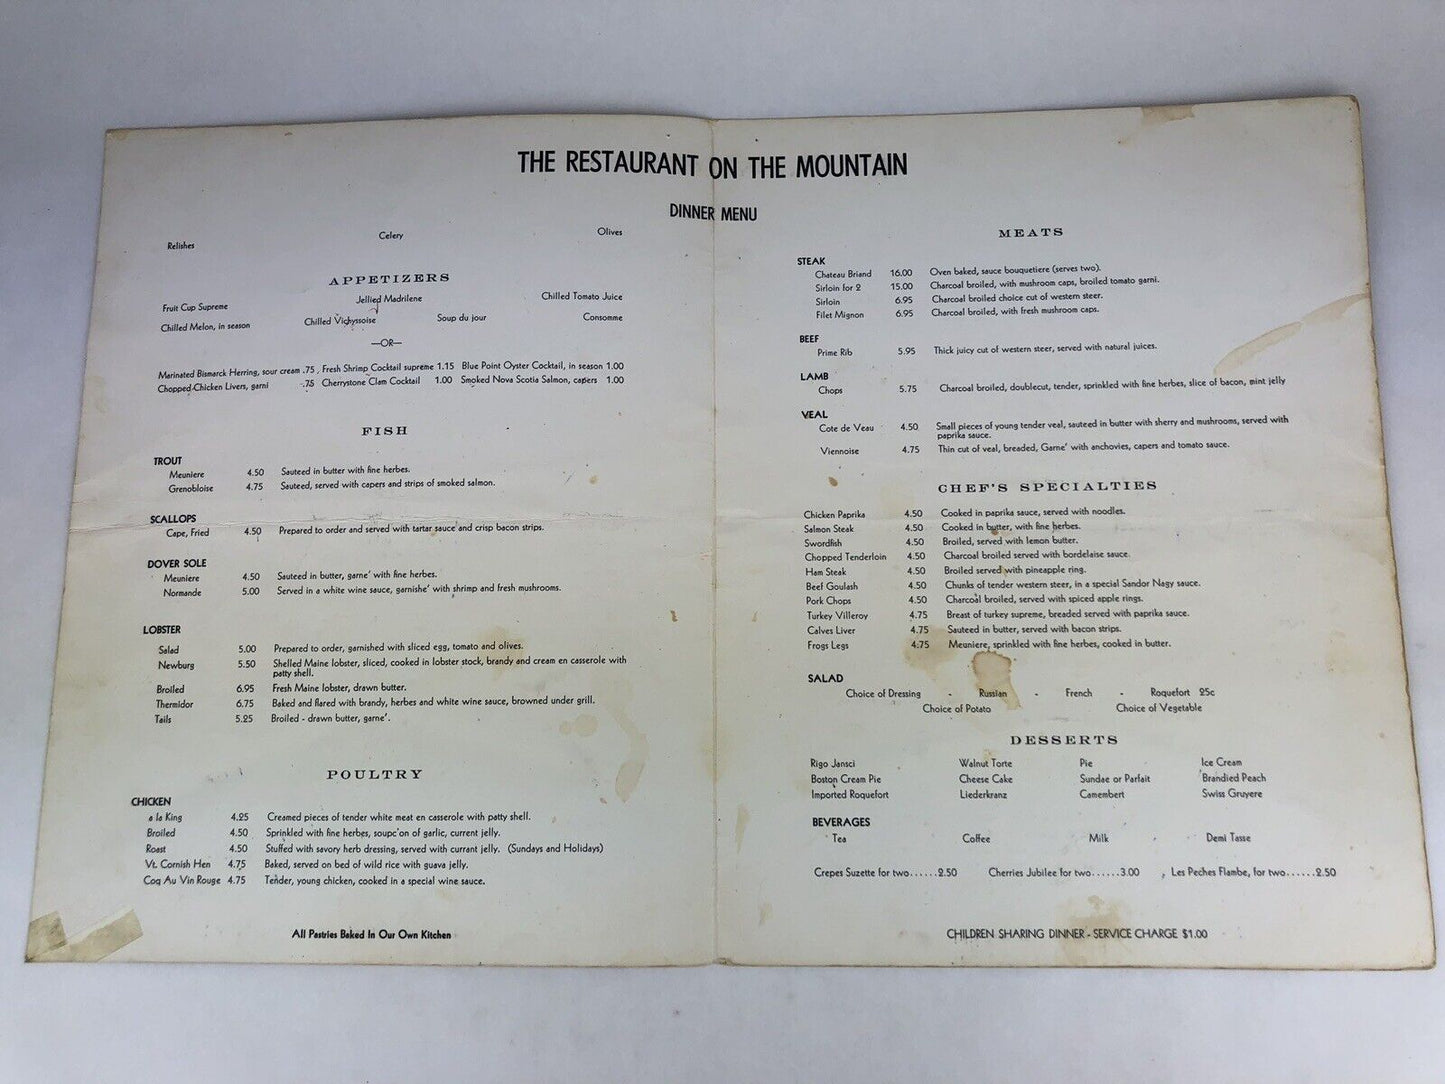 THE RESTAURANT ON THE MOUNTAIN
DINNER MENU
Relishes Celery Olives
APPETIZERS
Fruit Cup Supreme Jellied Madrilene Chilled Tomato Juice
Chilled Melon, in season Chilled Vichyssoise Soup du jour Consomme
—OR—
Marinated Bismarck Herring, sour cream .75 , Fresh Shrimp Cocktail supreme 1.15 Blue Point Oyster Cocktail, in season 1.00
Chopped Chicken Livers, garni .75 Cherrystone Clam Cocktail 1.00 Smoked Nova Scotia Salmon, capers 1.00
FISH
TROUT
Meuniere 4.50 Sauteed in butter with fine herbes.
Grenobloise 4.75 Sauteed, served with capers and strips of smoked salmon.
SCALLOPS
Cape, Fried 4.50 Prepared to order and served with tartar sauce and crisp bacon strips.
DOVER SOLE
Meuniere 4.50 Sauteed in butter, garne' with fine herbes.
Normande 5.00 Served in a white wine sauce, garnishe' with shrimp and fresh mushrooms.
LOBSTER
Salad 5.00 Prepared to order, garnished with sliced egg, tomato and olives.
Newburg 5.50 Shelled Maine lobster, sliced, cooked in lobster stock, brandy and cream en casserole with
patty shell.
Broiled 6.95 Fresh Maine lobster, drawn butter.
Thermidor 6.75 Baked and flared with brandy, herbes and white wine sauce, browned under grill.
Tails 5.25 Broiled - drawn butter, garne'.
POULTRY
CHICKEN
a la King 4.25 Creamed pieces of tender white meat en casserole with patty shell.
Broiled 4.50 Sprinkled with fine herbes, soupc'on of garlic, current jelly.
Roast 4.50 Stuffed with savory herb dressing, served with currant jelly. (Sundays and Holidays)
Vt. Cornish Hen 4.75 Baked, served on bed of wild rice with guava jelly.
Coq Au Vin Rouge 4.75 Tender, young chicken, cooked in a special wine sauce.
All Pastries Baked In Our Own Kitchen
MEATS
STEAK
Chateau Briand 16.00 Oven baked, sauce bouquetiere (serves two).
Sirloin for 2 15.00 Charcoal broiled, with mushroom caps, broiled tomato garni.
Sirloin 6.95 Charcoal broiled choice cut of western steer.
Filet Mignon 6.95 Charcoal broiled, with fresh mushroom caps.
BEEF
Prime Rib 5.95 Thick juicy cut of western steer, served with natural juices.
LAMB
Chops 5.75 Charcoal broiled, doublecut, tender, sprinkled with fine herbes, slice of bacon, mint jelly
VEAL
Cote de Veau 4.50 Small pieces of young tender veal, sauteed in butter with sherry and mushrooms, served with
paprika sauce.
Viennoise 4.75 Thin cut of veal, breaded, Garne' with anchovies, capers and tomato sauce.
CHEF'S SPECIALTIES
Chicken Paprika 4.50 Cooked in paprika sauce, served with noodles.
Salmon Steak 4.50 Cooked in butter, with fine herbes.
Swordfish 4.50 Broiled, served with lemon butter.
Chopped Tenderloin 4.50 Charcoal broiled served with bordelaise sauce.
Ham Steak 4.50 Broiled served with pineapple ring.
Beef Goulash 4.50 Chunks of tender western steer, in a special Sandor Nagy sauce.
Pork Chops 4.50 Charcoal broiled, served with spiced apple rings.
Turkey Villeroy 4.75 Breast of turkey supreme, breaded served with paprika sauce.
Calves Liver 4.75 Sauteed in butter, served with bacon strips.
Frogs Legs 4.75 Meuniere, sprinkled with fine herbes, cooked in butter.
SALAD
Choice of Dressing - Russian - French - Roquefort 25c
Choice of Potato Choice of Vegetable
DESSERTS
Rigo Jansci Walnut Torte Pie Ice Cream
Boston Cream Pie Cheese Cake Sundae or Parfait Brandied Peach
Imported Roquefort Liederkranz Camembert Swiss Gruyere
BEVERAGES
Tea Coffee Milk Demi Tasse
Crepes Suzette for two......2.50 Cherries Jubilee for two......3.00 , Les Peches Flambe, for two......2.50
CHILDREN SHARING DINNER - SERVICE CHARGE $1.00